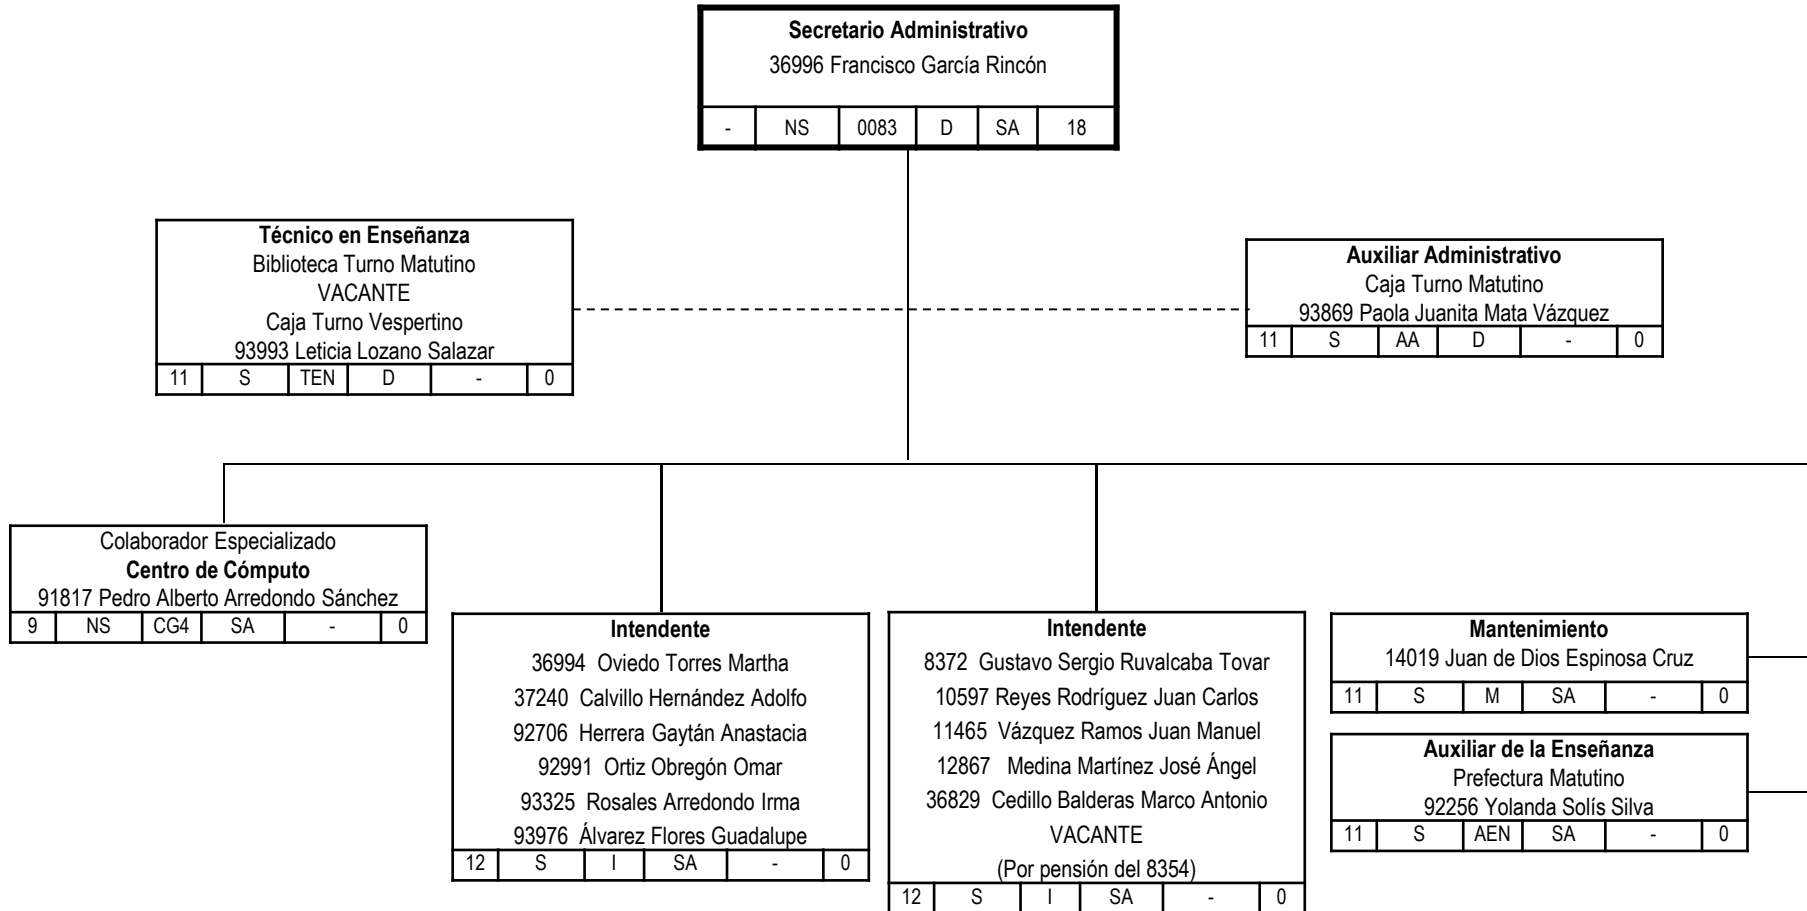 Secretario Administrativo
36996 Francisco García Rincón
- NS 0083 D SA 18
Técnico en Enseñanza
Biblioteca Turno Matutino
VACANTE
Caja Turno Vespertino
93993 Leticia Lozano Salazar
11 S TEN D - 0
Auxiliar Administrativo
Caja Turno Matutino
93869 Paola Juanita Mata Vázquez
11 S AA D - 0
Colaborador Especializado
Centro de Cómputo
91817 Pedro Alberto Arredondo Sánchez
9 NS CG4 SA - 0
Intendente
36994 Oviedo Torres Martha
37240 Calvillo Hernández Adolfo
92706 Herrera Gaytán Anastacia
92991 Ortiz Obregón Omar
93325 Rosales Arredondo Irma
93976 Álvarez Flores Guadalupe
12 S I SA - 0
Intendente
8372 Gustavo Sergio Ruvalcaba Tovar
10597 Reyes Rodríguez Juan Carlos
11465 Vázquez Ramos Juan Manuel
12867 Medina Martínez José Ángel
36829 Cedillo Balderas Marco Antonio
VACANTE
(Por pensión del 8354)
12 S I SA - 0
Mantenimiento
14019 Juan de Dios Espinosa Cruz
11 S M SA - 0
Auxiliar de la Enseñanza
Prefectura Matutino
92256 Yolanda Solís Silva
11 S AEN SA - 0